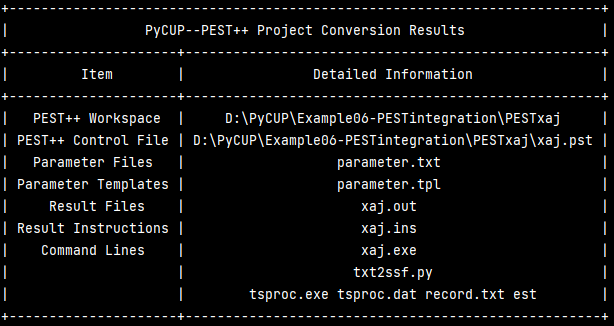 PyCUP--PEST++ Project Conversion Results
Item | Detailed Information
PEST++ Workspace | D:\PyCUP\Example06-PESTintegration\PESTxaj
PEST++ Control File | D:\PyCUP\Example06-PESTintegration\PESTxaj\xaj.pst
Parameter Files | parameter.txt
Parameter Templates | parameter.tpl
Result Files | xaj.out
Result Instructions | xaj.ins
Command Lines | xaj.exe
| txt2ssf.py
| tsproc.exe tsproc.dat record.txt est